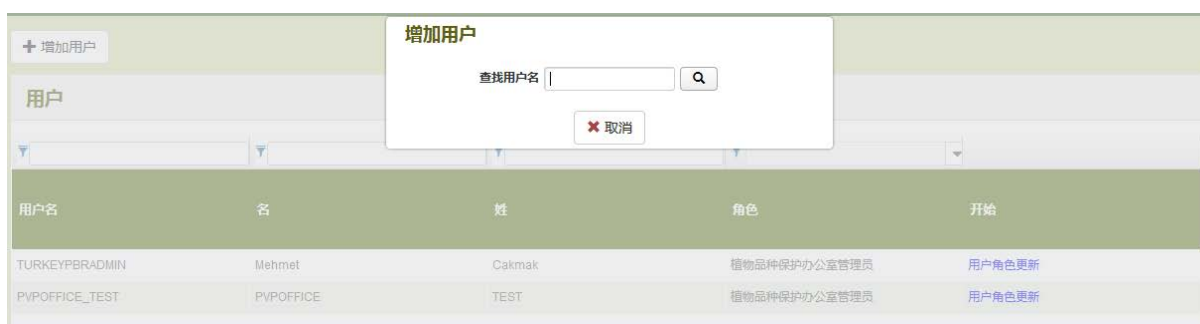 增加用户
增加用户
查找用户名
取消
用户
用户名 名 姓 角色 开始
TURKEYPBRADMIN Mehmet Cakmak 植物品种保护办公室管理员 用户角色更新
PVPOFFICE_TEST PVPOFFICE TEST 植物品种保护办公室管理员 用户角色更新